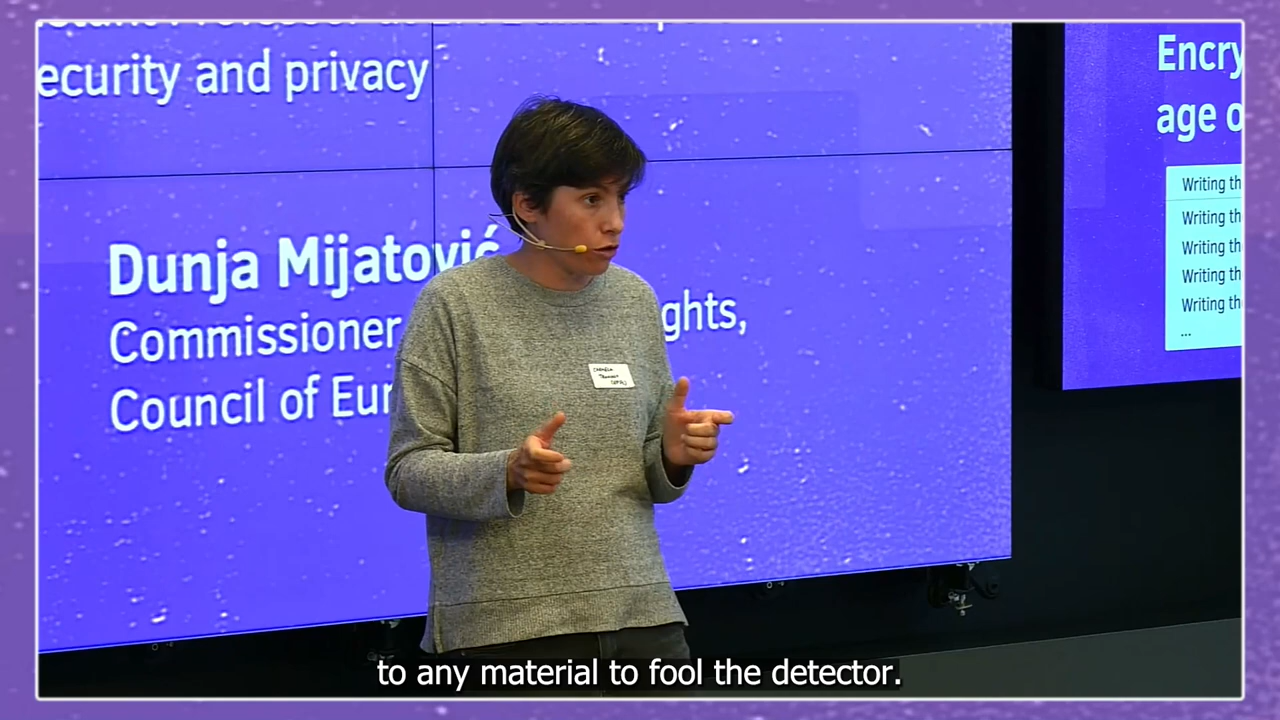 ecurity and privacy
Dunja Mijatović
Commissioner
ghts,
Council of Eur
Encry
age o
Writing th
Writing th
Writing th
Writing th
Writing th
...
to any material to fool the detector.